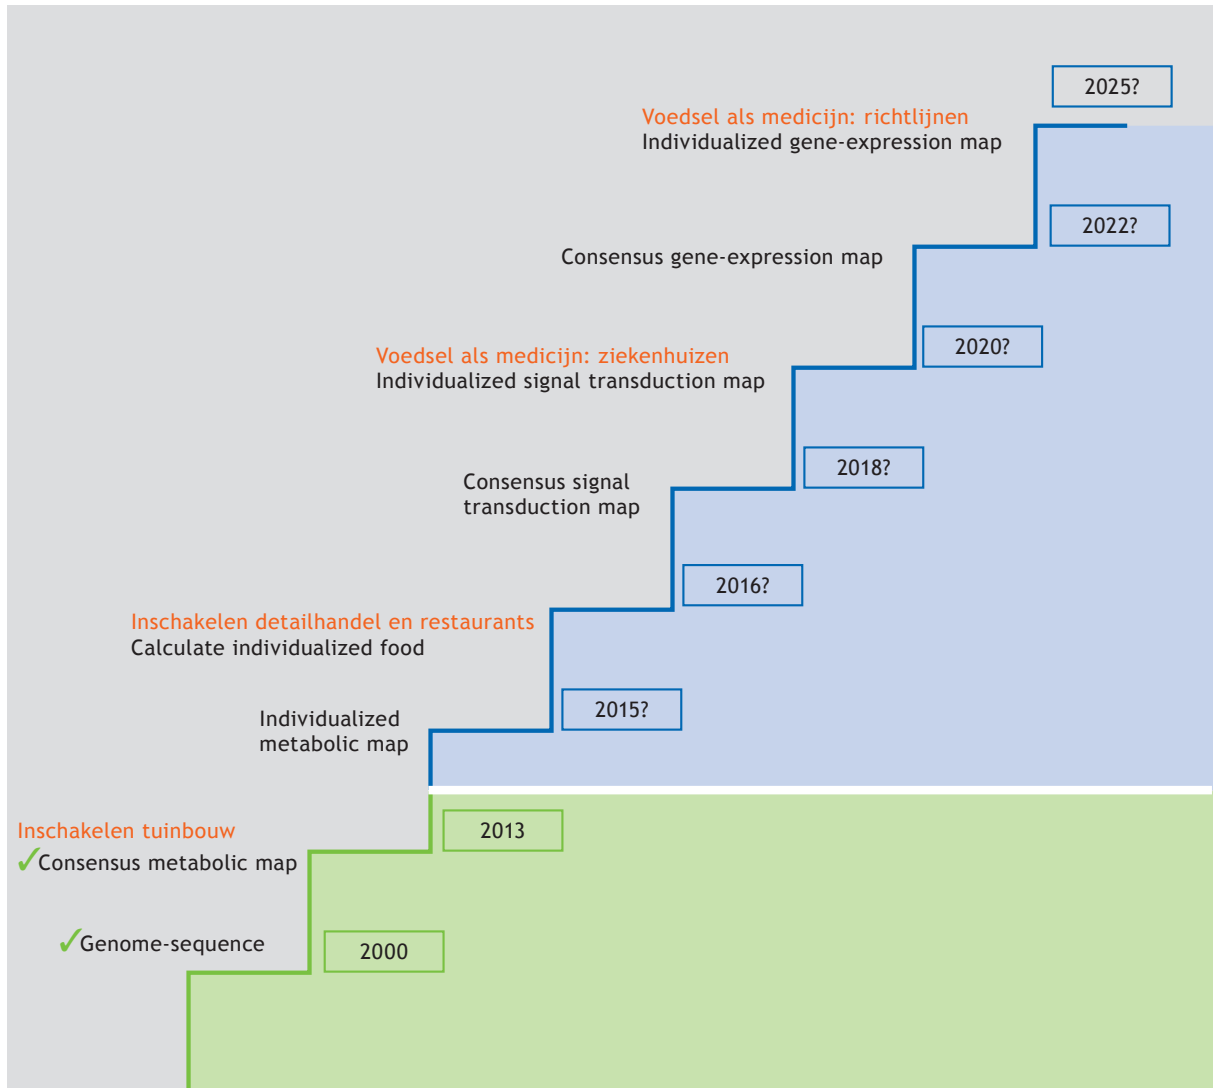 2025?
Voedsel als medicijn: richtlijnen
Individualized gene-expression map
2022?
Consensus gene-expression map
2020?
Voedsel als medicijn: ziekenhuizen
Individualized signal transduction map
2018?
Consensus signal
transduction map
2016?
Inschakelen detailhandel en restaurants
Calculate individualized food
2015?
Individualized
metabolic map
2013
Inschakelen tuinbouw
✓Consensus metabolic map
✓Genome-sequence
2000